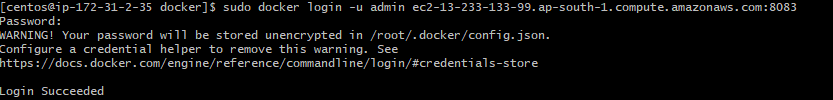 [centos@ip-172-31-2-35 docker]$ sudo docker login -u admin ec2-13-233-133-99.ap-south-1.compute.amazonaws.com:8083
Password:
WARNING! Your password will be stored unencrypted in /root/.docker/config.json.
Configure a credential helper to remove this warning. See
https://docs.docker.com/engine/reference/commandline/login/#credentials-store
Login Succeeded